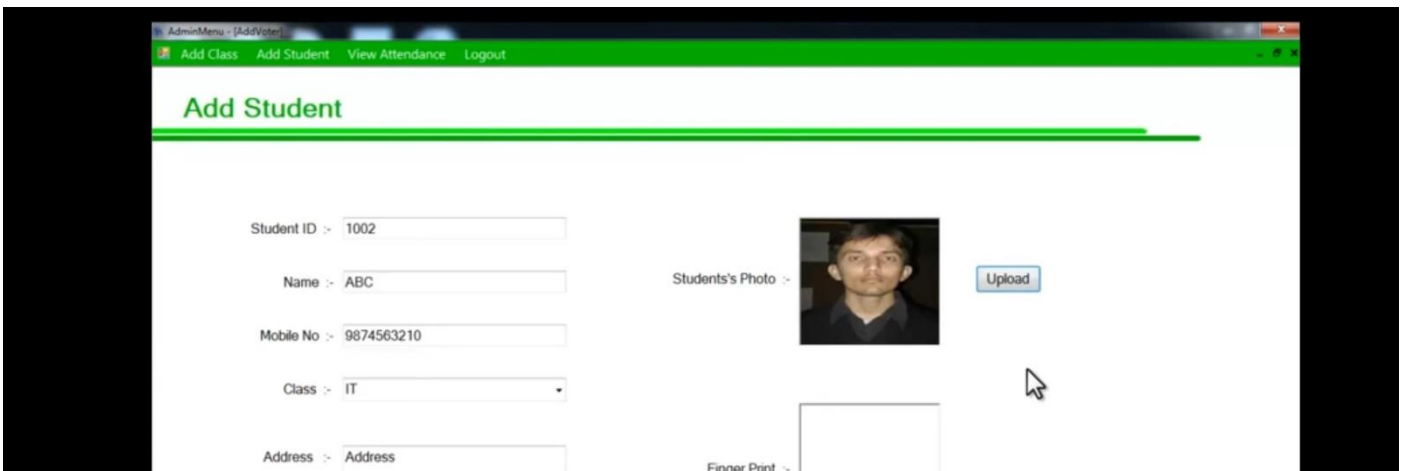 AdminMenu - [AddVoter]
Add Class Add Student View Attendance Logout
Add Student
Student ID :- 1002
Name :- ABC
Students's Photo :- Upload
Mobile No :- 9874563210
Class :- IT
Address :- Address
Finger Print :-